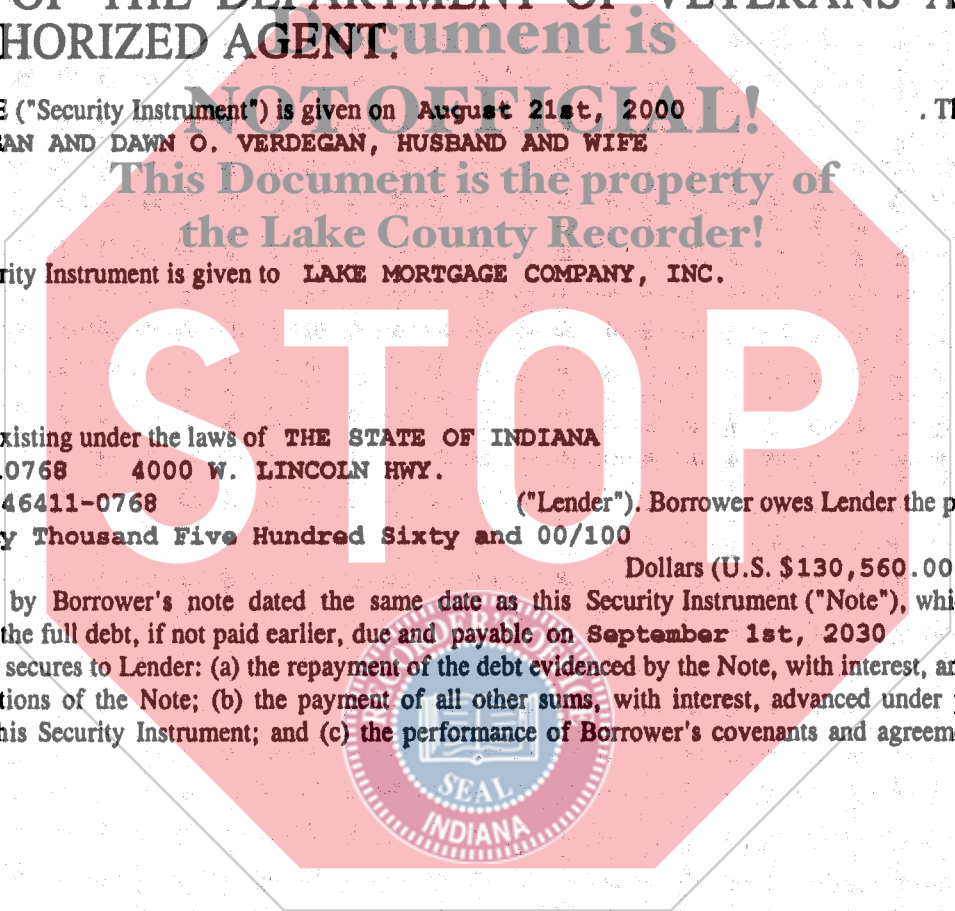 OF THE DEPARTMENT OF VETERANS A
HORIZED AGENT.
Document is
E ("Security Instrument") is given on August 21st, 2000 . Th
NOT OFFICIAL!
AN AND DAWN O. VERDEGAN, HUSBAND AND WIFE
This Document is the property of
the Lake County Recorder!
rity Instrument is given to LAKE MORTGAGE COMPANY, INC.
STOP
xisting under the laws of THE STATE OF INDIANA
0768 4000 W. LINCOLN HWY.
46411-0768 ("Lender"). Borrower owes Lender the p
y Thousand Five Hundred Sixty and 00/100
Dollars (U.S. $130,560.00
by Borrower's note dated the same date as this Security Instrument ("Note"), whi
the full debt, if not paid earlier, due and payable on September 1st, 2030
secures to Lender: (a) the repayment of the debt evidenced by the Note, with interest, an
tions of the Note; (b) the payment of all other sums, with interest, advanced under
his Security Instrument; and (c) the performance of Borrower's covenants and agreem
SEAL
INDIANA